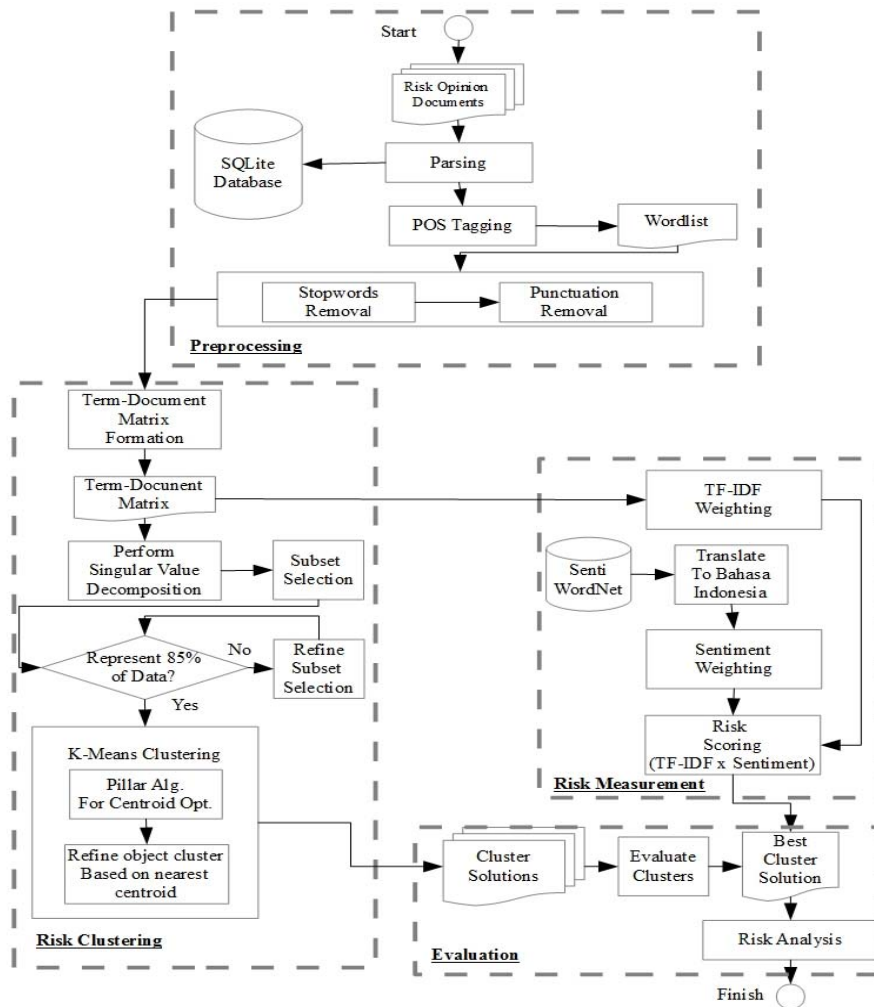 Start
Risk Opinion
Documents
SQLite
Database
Parsing
POS Tagging
Wordlist
Stopwords
Removal
Punctuation
Removal
Preprocessing
Term-Document
Matrix
Formation
Term-Document
Matrix
Perform
Singular Value
Decomposition
Subset
Selection
Represent 85%
of Data?
No
Refine
Subset
Selection
Yes
K-Means Clustering
Pillar Alg.
For Centroid Opt.
Refine object cluster
Based on nearest
centroid
Risk Clustering
TF-IDF
Weighting
Senti
WordNet
Translate
To Bahasa
Indonesia
Sentiment
Weighting
Risk
Scoring
(TF-IDF x Sentiment)
Risk Measurement
Cluster
Solutions
Evaluate
Clusters
Best
Cluster
Solution
Risk Analysis
Evaluation
Finish